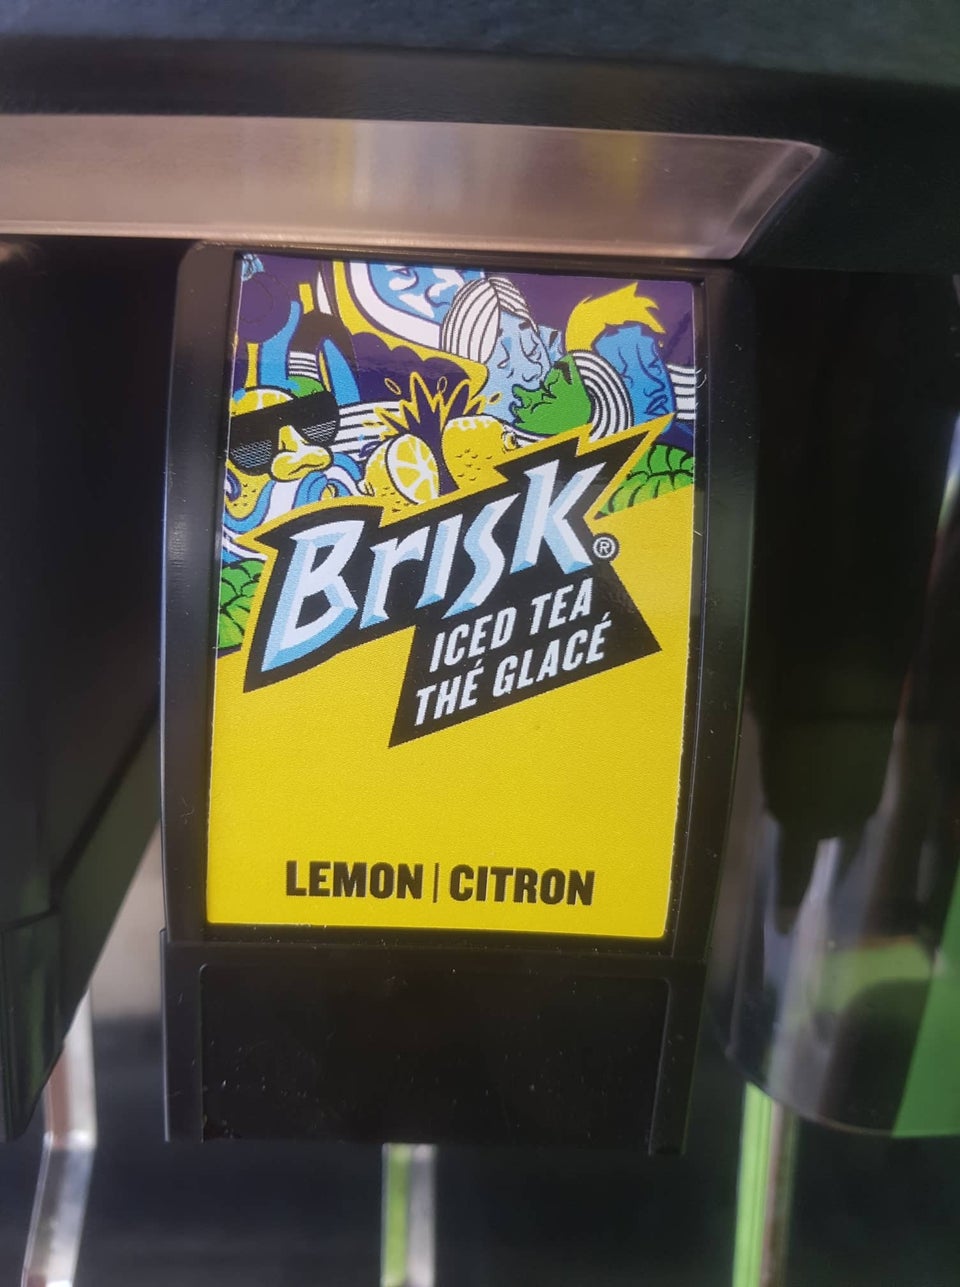 Brisk®
ICED TEA
THÉ GLACÉ
LEMON | CITRON